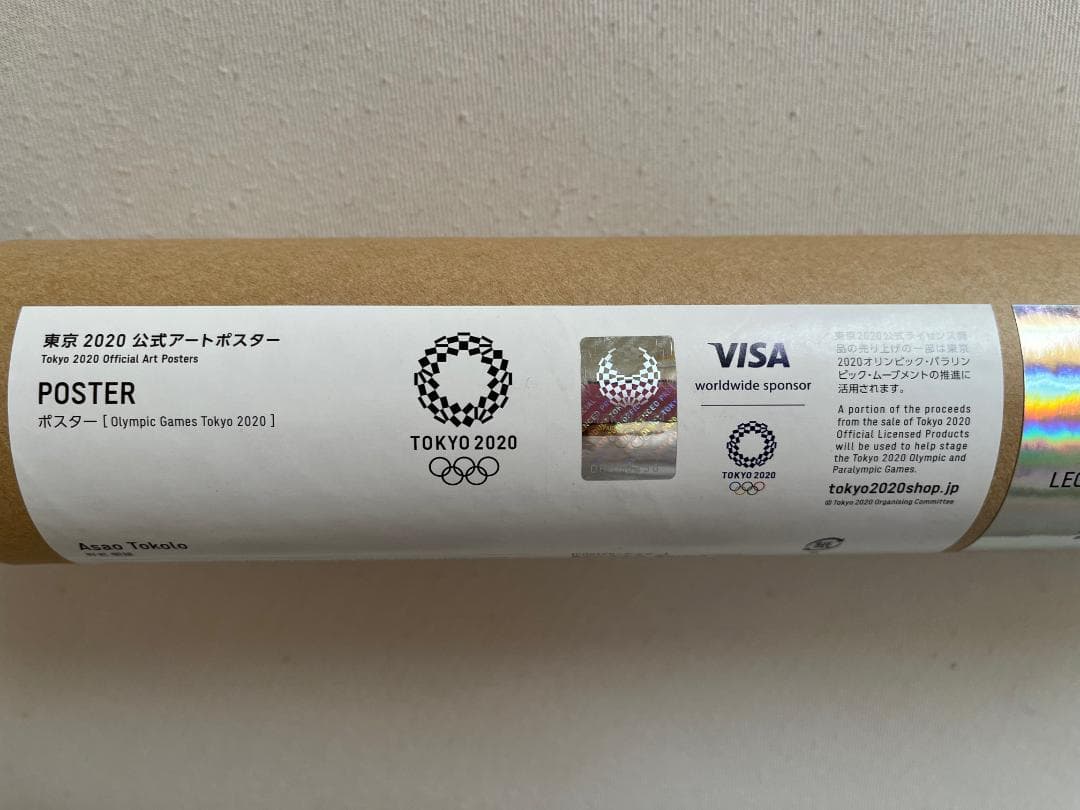 東京 2020 公式アートポスター
Tokyo 2020 Official Art Posters
POSTER
ポスター [ Olympic Games Tokyo 2020 ]
Asao Tokolo
TOKYO 2020
VISA
worldwide sponsor
TOKYO 2020
東京2020公式ライセンス商
品の売り上げの一部は東京
2020オリンピック・パラリン
ピック・ムーブメントの推進に
活用されます。
A portion of the proceeds
from the sale of Tokyo 2020
Official Licensed Products
will be used to help stage
the Tokyo 2020 Olympic and
Paralympic Games.
tokyo2020shop.jp
© Tokyo 2020 Organising Committee